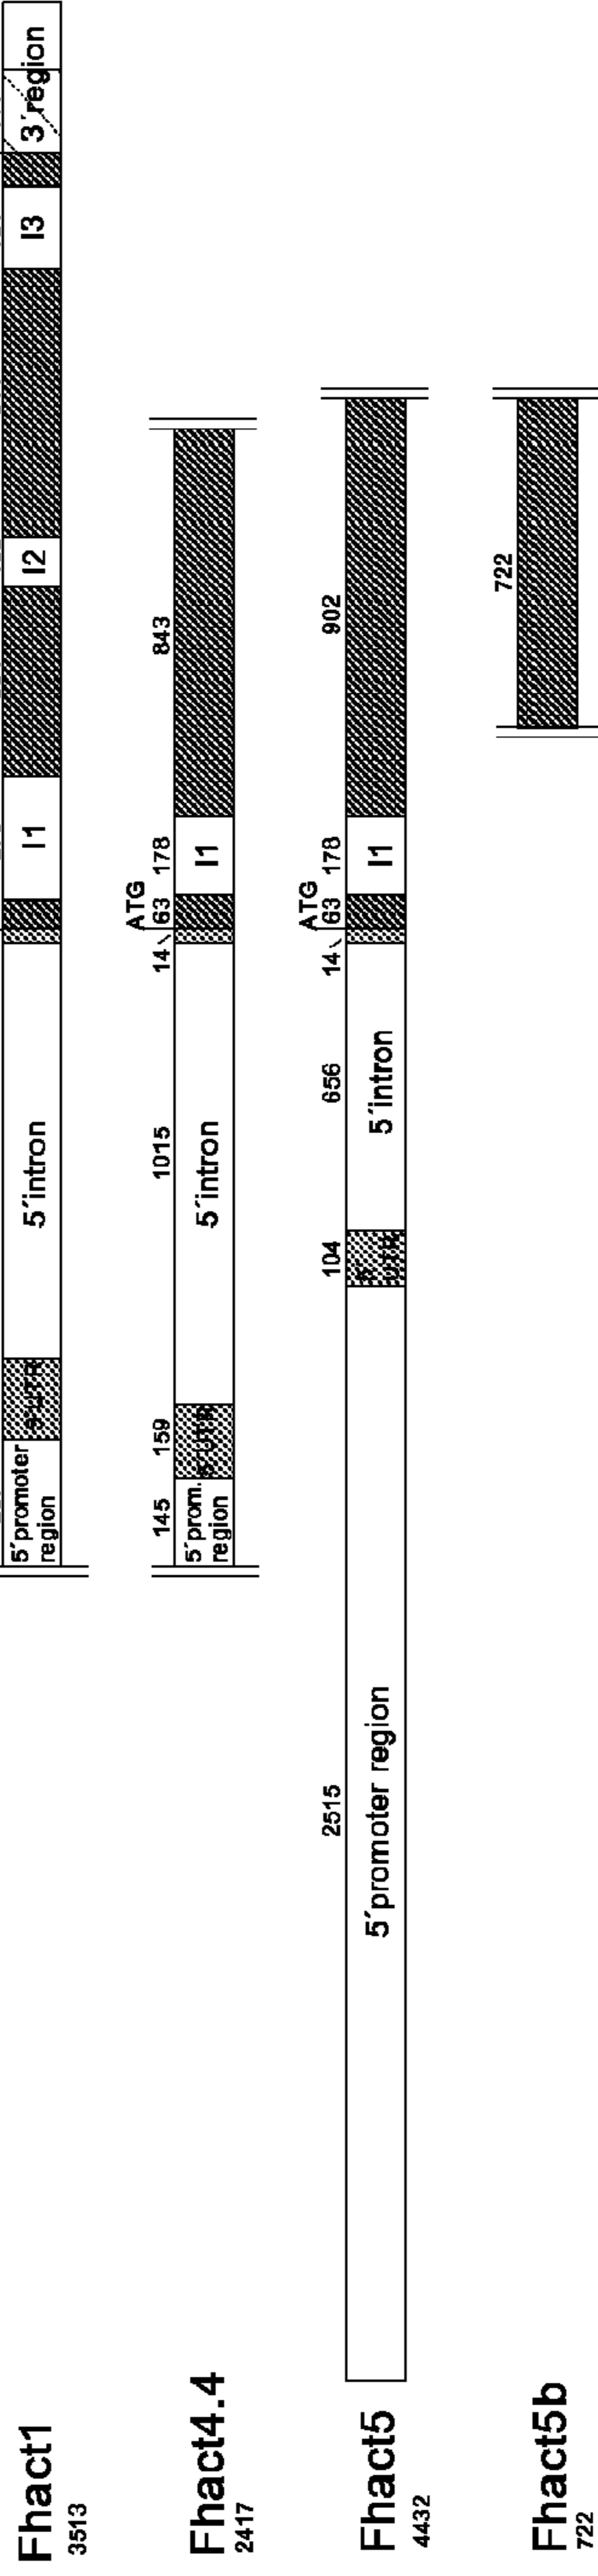 Fhact1
3513
5´promoter
region
5´UTR
5´intron
I1
I2
I3
3´region
Fhact4.4
2417
145
159
1015
14
ATG
63
178
843
5´prom.
region
5´UTR
5´intron
I1
Fhact5
4432
2515
104
656
14
ATG
63
178
902
5´promoter region
5´
UTR
5´intron
I1
Fhact5b
722
722